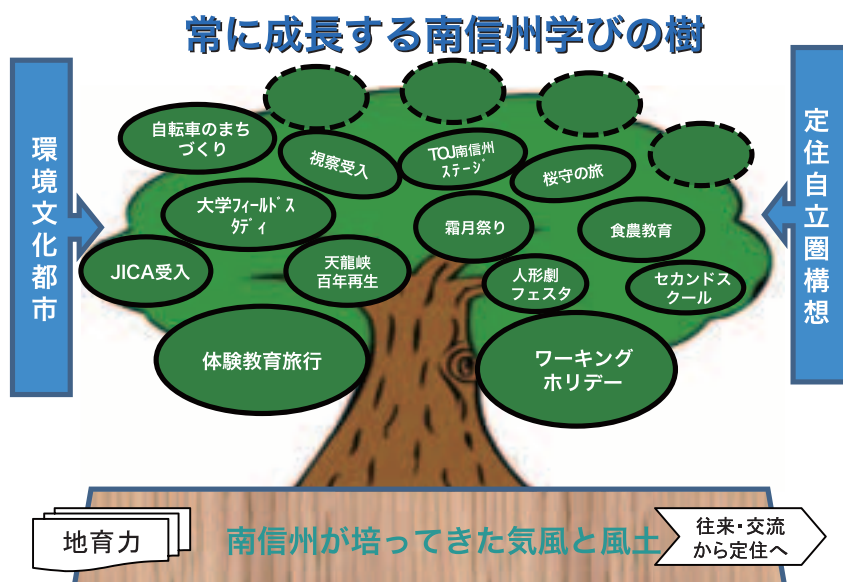 常に成長する南信州学びの樹
環境文化都市
定住自立圏構想
自転車のまち
づくり
視察受入
TOJ南信州
ステージ
桜守の旅
大学フィールドス
タディ
霜月祭り
食農教育
JICA受入
天龍峡
百年再生
人形劇
フェスタ
セカンドス
クール
体験教育旅行
ワーキング
ホリデー
地育力
南信州が培ってきた気風と風土
往来・交流
から定住へ